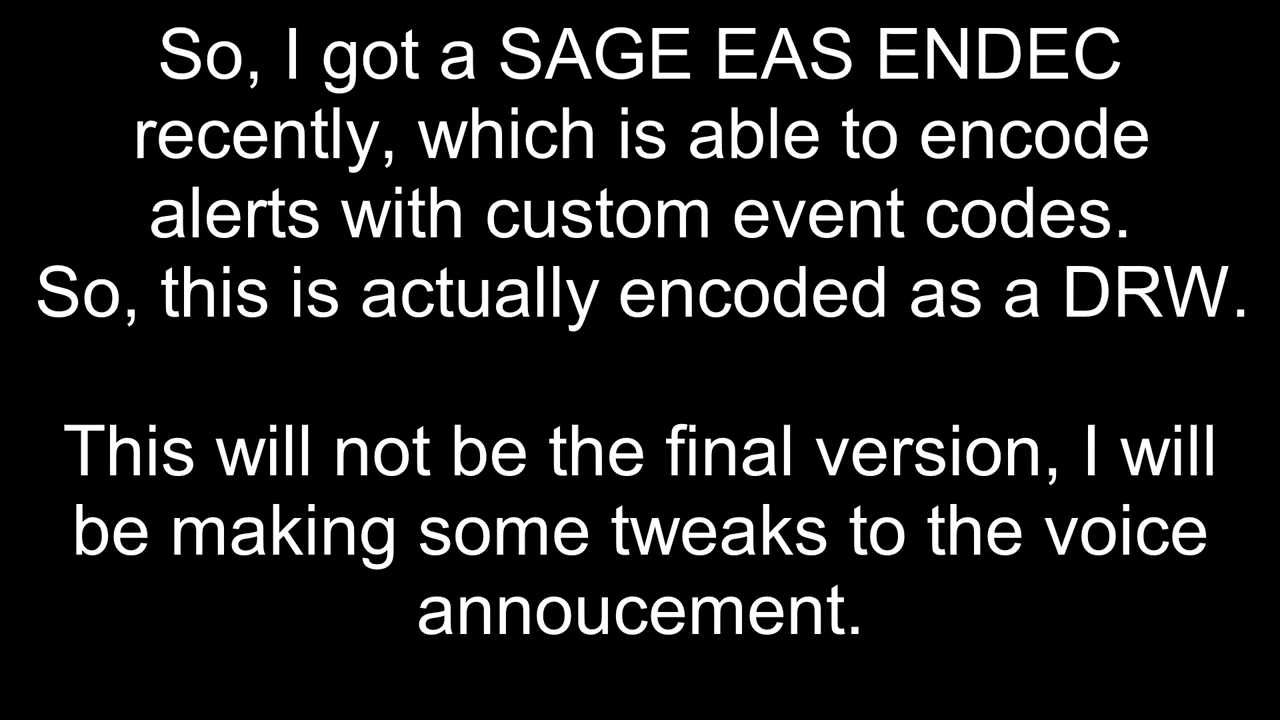 So, I got a SAGE EAS ENDEC
recently, which is able to encode
alerts with custom event codes.
So, this is actually encoded as a DRW.
This will not be the final version, I will
be making some tweaks to the voice
annoucement.